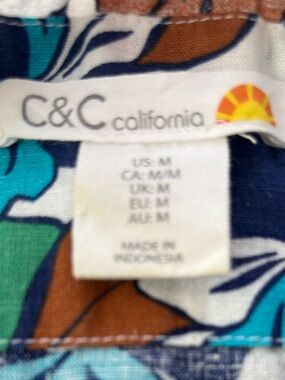 C&C california
US: M
CA: M/M
UK: M
EU: M
AU: M
MADE IN
INDONESIA